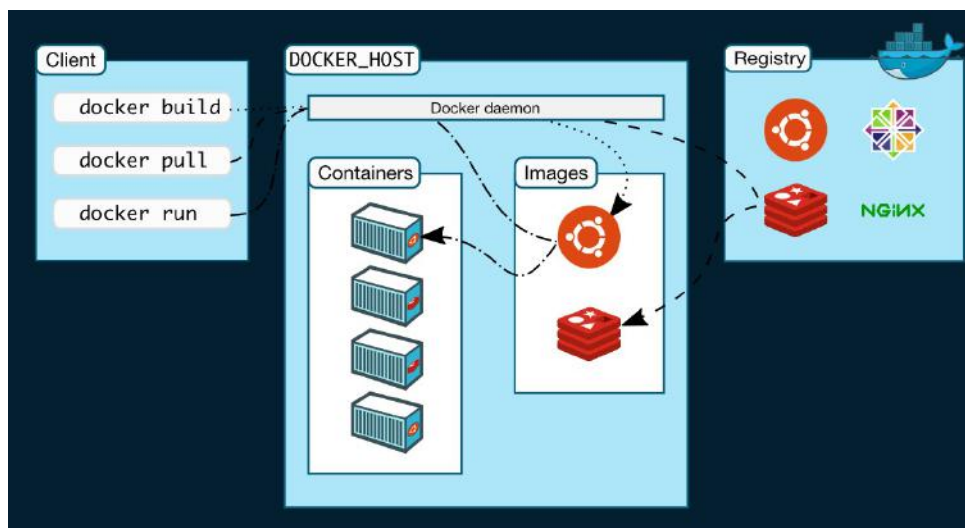 Client
docker build
docker pull
docker run
DOCKER_HOST
Docker daemon
Containers
Images
Registry
NGiNX